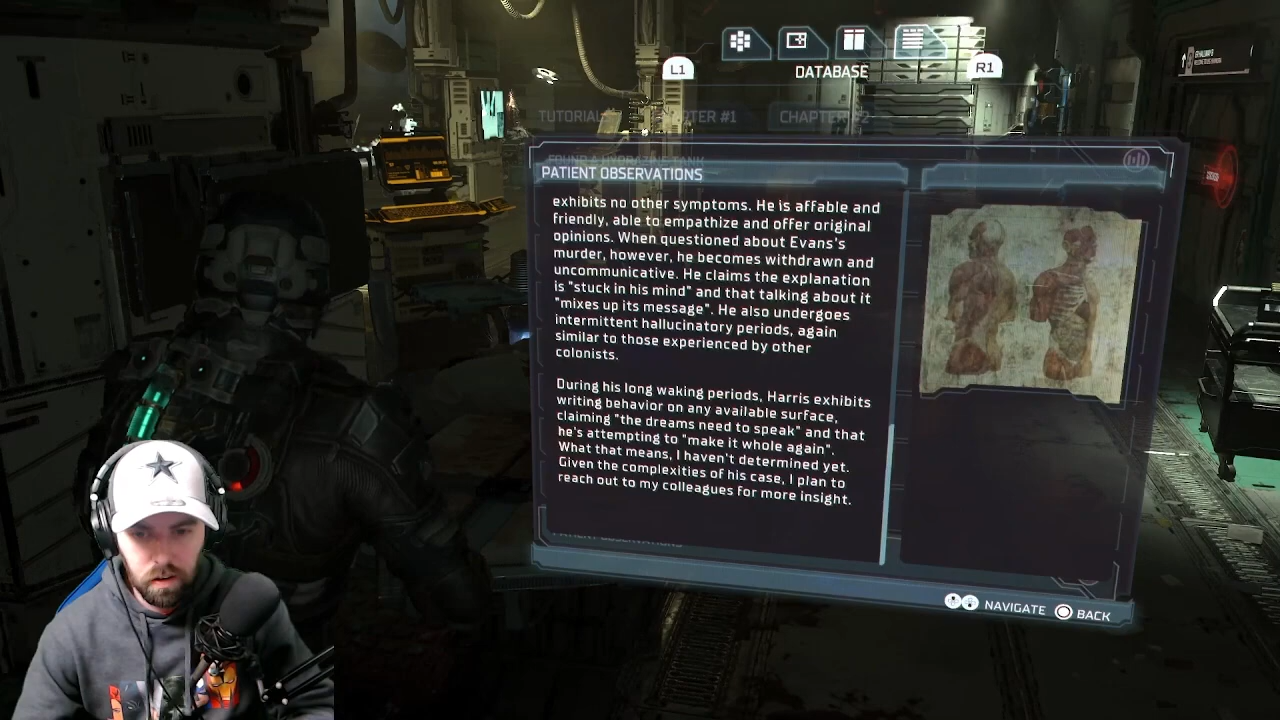 L1
R1
DATABASE
TUTORIALS
CHAPTER #2
PATIENT OBSERVATIONS
exhibits no other symptoms. He is affable and
friendly, able to empathize and offer original
opinions. When questioned about Evans's
murder, however, he becomes withdrawn and
uncommunicative. He claims the explanation
is "stuck in his mind" and that talking about it
"mixes up its message". He also undergoes
intermittent hallucinatory periods, again
similar to those experienced by other
colonists.
During his long waking periods, Harris exhibits
writing behavior on any available surface,
claiming "the dreams need to speak" and that
he's attempting to "make it whole again".
What that means, I haven't determined yet.
Given the complexities of his case, I plan to
reach out to my colleagues for more insight.
NAVIGATE
BACK